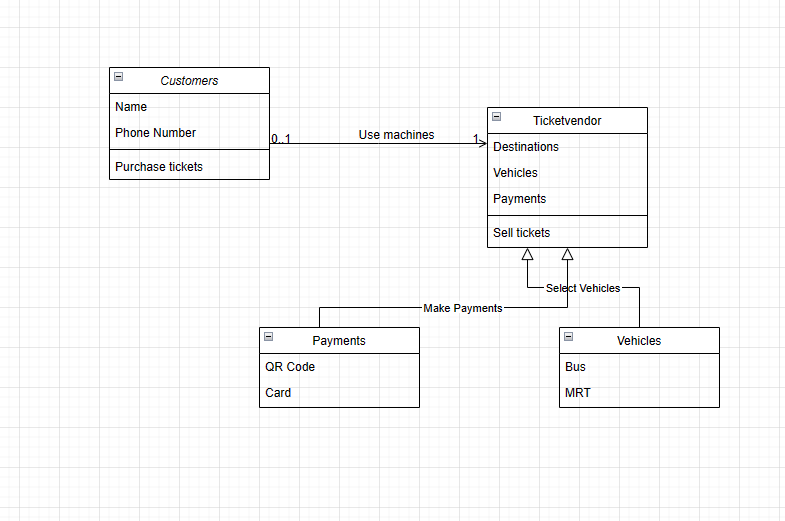 Customers
Name
Phone Number
Purchase tickets
0..1
Use machines
1
Ticketvendor
Destinations
Vehicles
Payments
Sell tickets
Select Vehicles
Make Payments
Payments
QR Code
Card
Vehicles
Bus
MRT